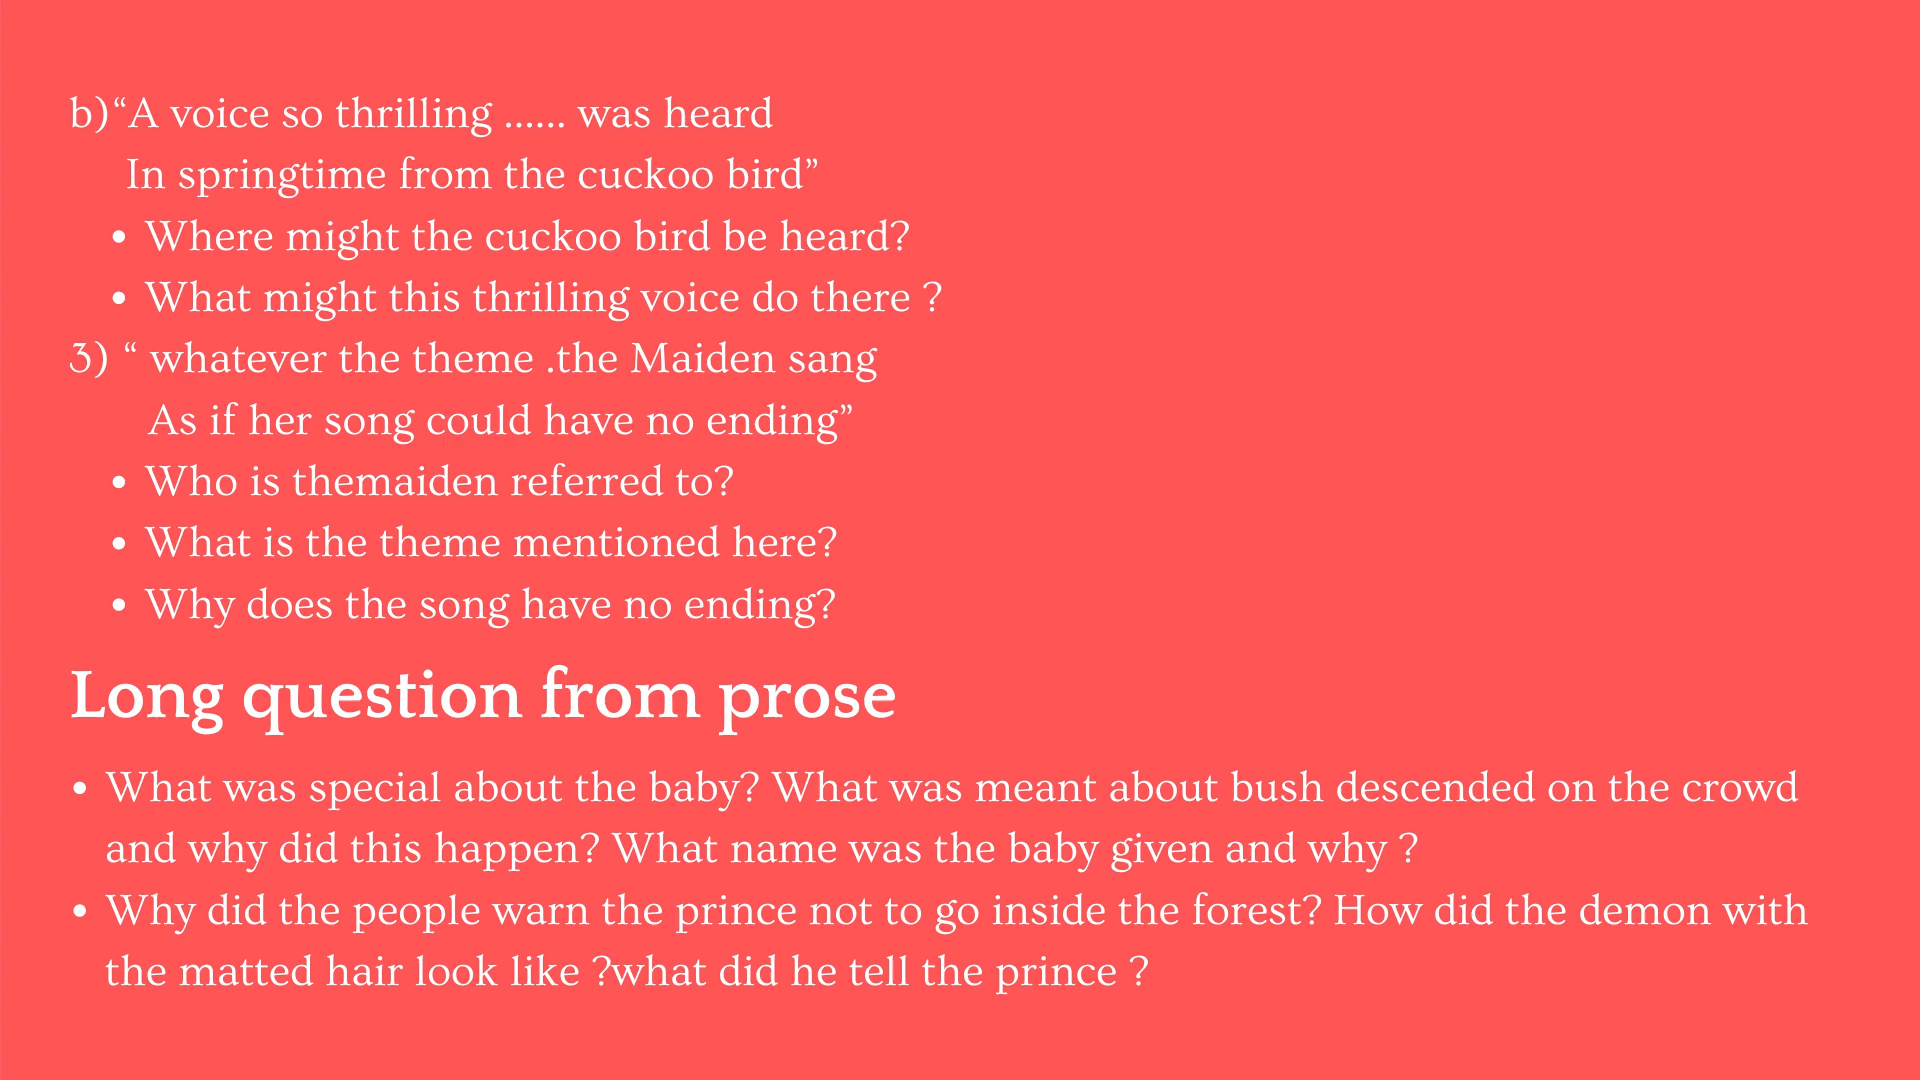 b)“A voice so thrilling ...... was heard
In springtime from the cuckoo bird”
• Where might the cuckoo bird be heard?
• What might this thrilling voice do there ?
3) “ whatever the theme .the Maiden sang
As if her song could have no ending”
• Who is themaiden referred to?
• What is the theme mentioned here?
• Why does the song have no ending?
Long question from prose
• What was special about the baby? What was meant about bush descended on the crowd
and why did this happen? What name was the baby given and why ?
• Why did the people warn the prince not to go inside the forest? How did the demon with
the matted hair look like ?what did he tell the prince ?